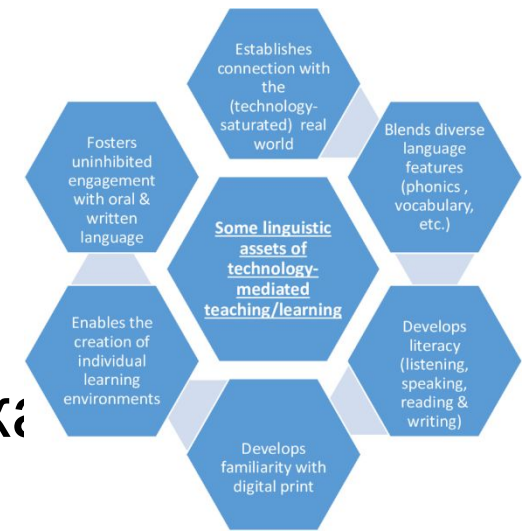 Establishes
connection with
the
(technology-
saturated) real
world
Blends diverse
language
features
(phonics ,
vocabulary,
etc.)
Develops
literacy
(listening,
speaking,
reading &
writing)
Develops
familiarity with
digital print
Enables the
creation of
individual
learning
environments
Fosters
uninhibited
engagement
with oral &
written
language
Some linguistic
assets of
technology-
mediated
teaching/learning